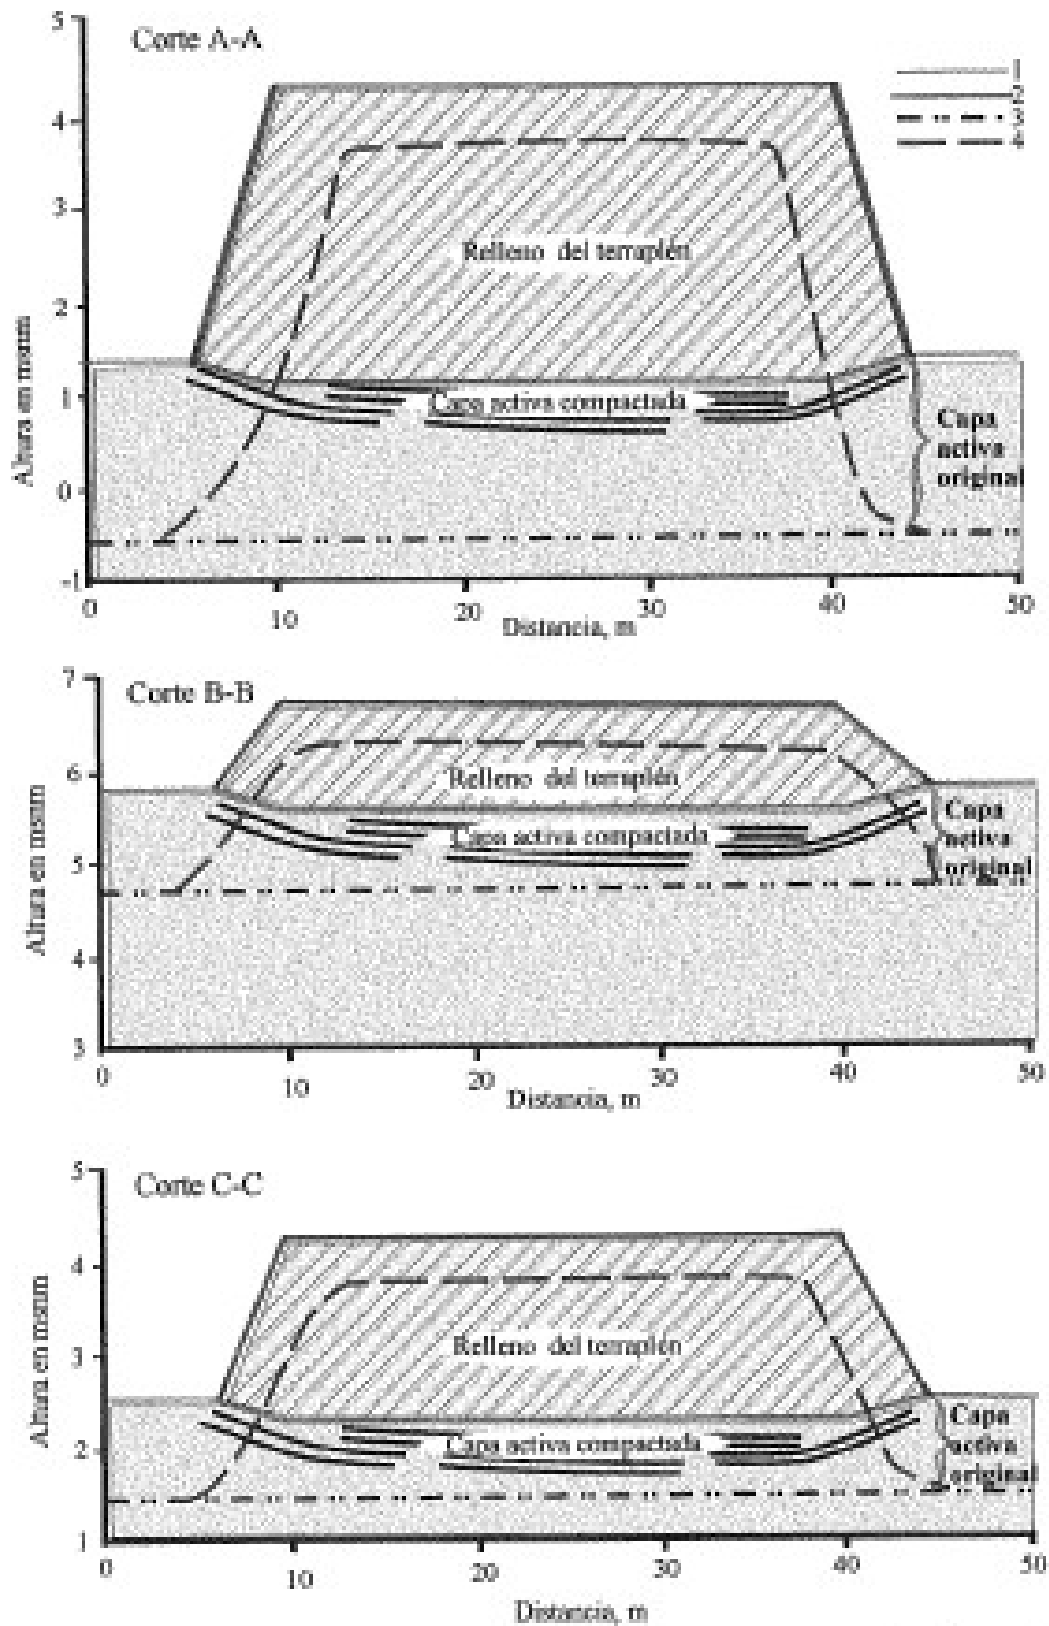 Corte A-A
5
4
3
2
1
0
-1
Altura en msnm
Relleno del terraplén
Capa activa compactada
Capa
activa
original
0
10
20
30
40
50
Distancia, m
Corte B-B
7
6
5
4
3
Altura en msnm
Relleno del terraplén
Capa activa compactada
Capa
activa
original
0
10
20
30
40
50
Distancia, m
Corte C-C
5
4
3
2
1
Altura en msnm
Relleno del terraplén
Capa activa compactada
Capa
activa
original
0
10
20
30
40
50
Distancia, m